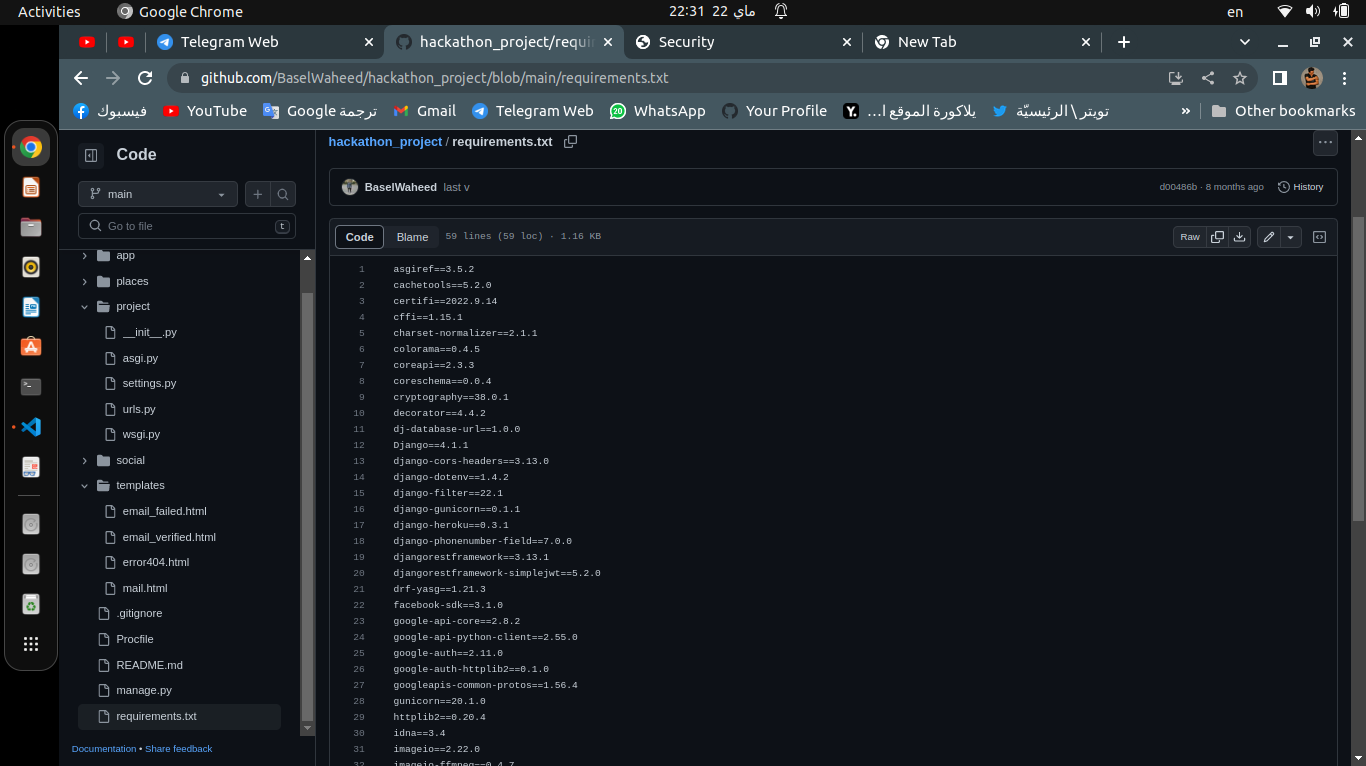 Activities
Google Chrome
22:31 22 ماي
en
Telegram Web
hackathon_project/requi
Security
New Tab
github.com/BaselWaheed/hackathon_project/blob/main/requirements.txt
فيسبوك
YouTube
ترجمة Google
Gmail
Telegram Web
20
WhatsApp
Your Profile
Y.
يلاكورة الموقع ا...
تويتر \ الرئيسيّة
»
Other bookmarks
Code
main
Go to file
t
app
places
project
__init__.py
asgi.py
settings.py
urls.py
wsgi.py
social
templates
email_failed.html
email_verified.html
error404.html
mail.html
.gitignore
Procfile
README.md
manage.py
requirements.txt
Documentation • Share feedback
hackathon_project / requirements.txt
BaselWaheed last v
d00486b · 8 months ago
History
Code
Blame
59 lines (59 loc) · 1.16 KB
Raw
1 asgiref==3.5.2
2 cachetools==5.2.0
3 certifi==2022.9.14
4 cffi==1.15.1
5 charset-normalizer==2.1.1
6 colorama==0.4.5
7 coreapi==2.3.3
8 coreschema==0.0.4
9 cryptography==38.0.1
10 decorator==4.4.2
11 dj-database-url==1.0.0
12 Django==4.1.1
13 django-cors-headers==3.13.0
14 django-dotenv==1.4.2
15 django-filter==22.1
16 django-gunicorn==0.1.1
17 django-heroku==0.3.1
18 django-phonenumber-field==7.0.0
19 djangorestframework==3.13.1
20 djangorestframework-simplejwt==5.2.0
21 drf-yasg==1.21.3
22 facebook-sdk==3.1.0
23 google-api-core==2.8.2
24 google-api-python-client==2.55.0
25 google-auth==2.11.0
26 google-auth-httplib2==0.1.0
27 googleapis-common-protos==1.56.4
28 gunicorn==20.1.0
29 httplib2==0.20.4
30 idna==3.4
31 imageio==2.22.0
32 imageio-ffmpeg==0.4.7